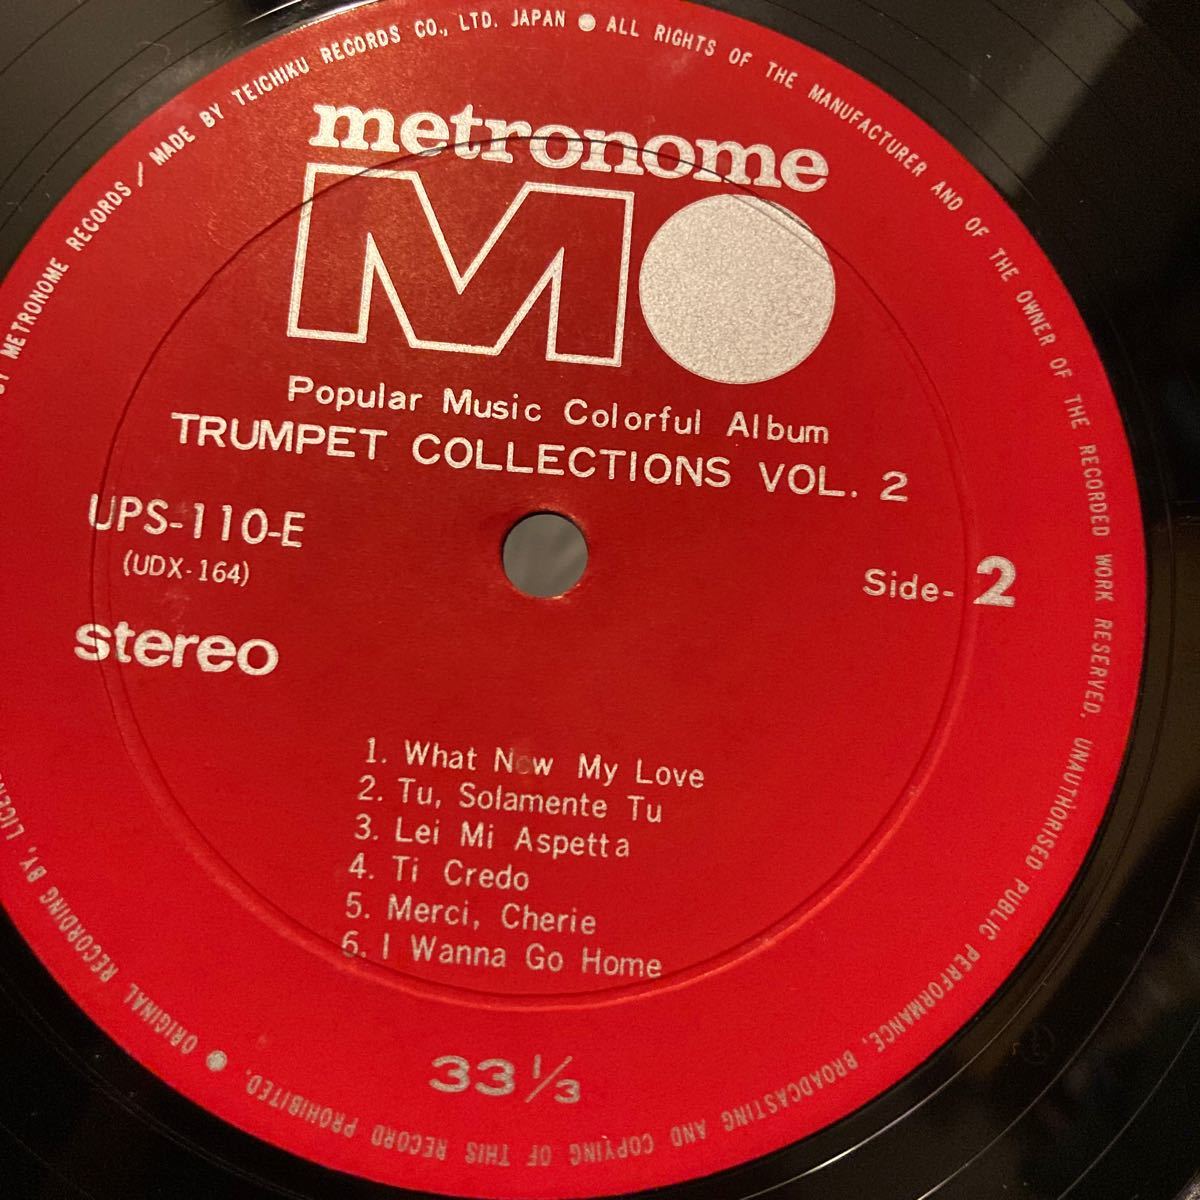 metronome
M
Popular Music Colorful Album
TRUMPET COLLECTIONS VOL. 2
UPS-110-E
(UDX-164)
stereo
Side-2
1. What Now My Love
2. Tu, Solamente Tu
3. Lei Mi Aspetta
4. Ti Credo
5. Merci, Cherie
6. I Wanna Go Home
33 1/3
ORIGINAL RECORDING BY, LICEN
BY METRONOME RECORDS / MADE BY TEICHIKU RECORDS CO., LTD. JAPAN ● ALL RIGHTS OF THE MANUFACTURER AND OF THE OWNER OF THE RECORDED WORK RESERVED. UNAUTHORISED PUBLIC PERFORMANCE, BROADCASTING AND COPYING OF THIS RECORD PROHIBITED. ●